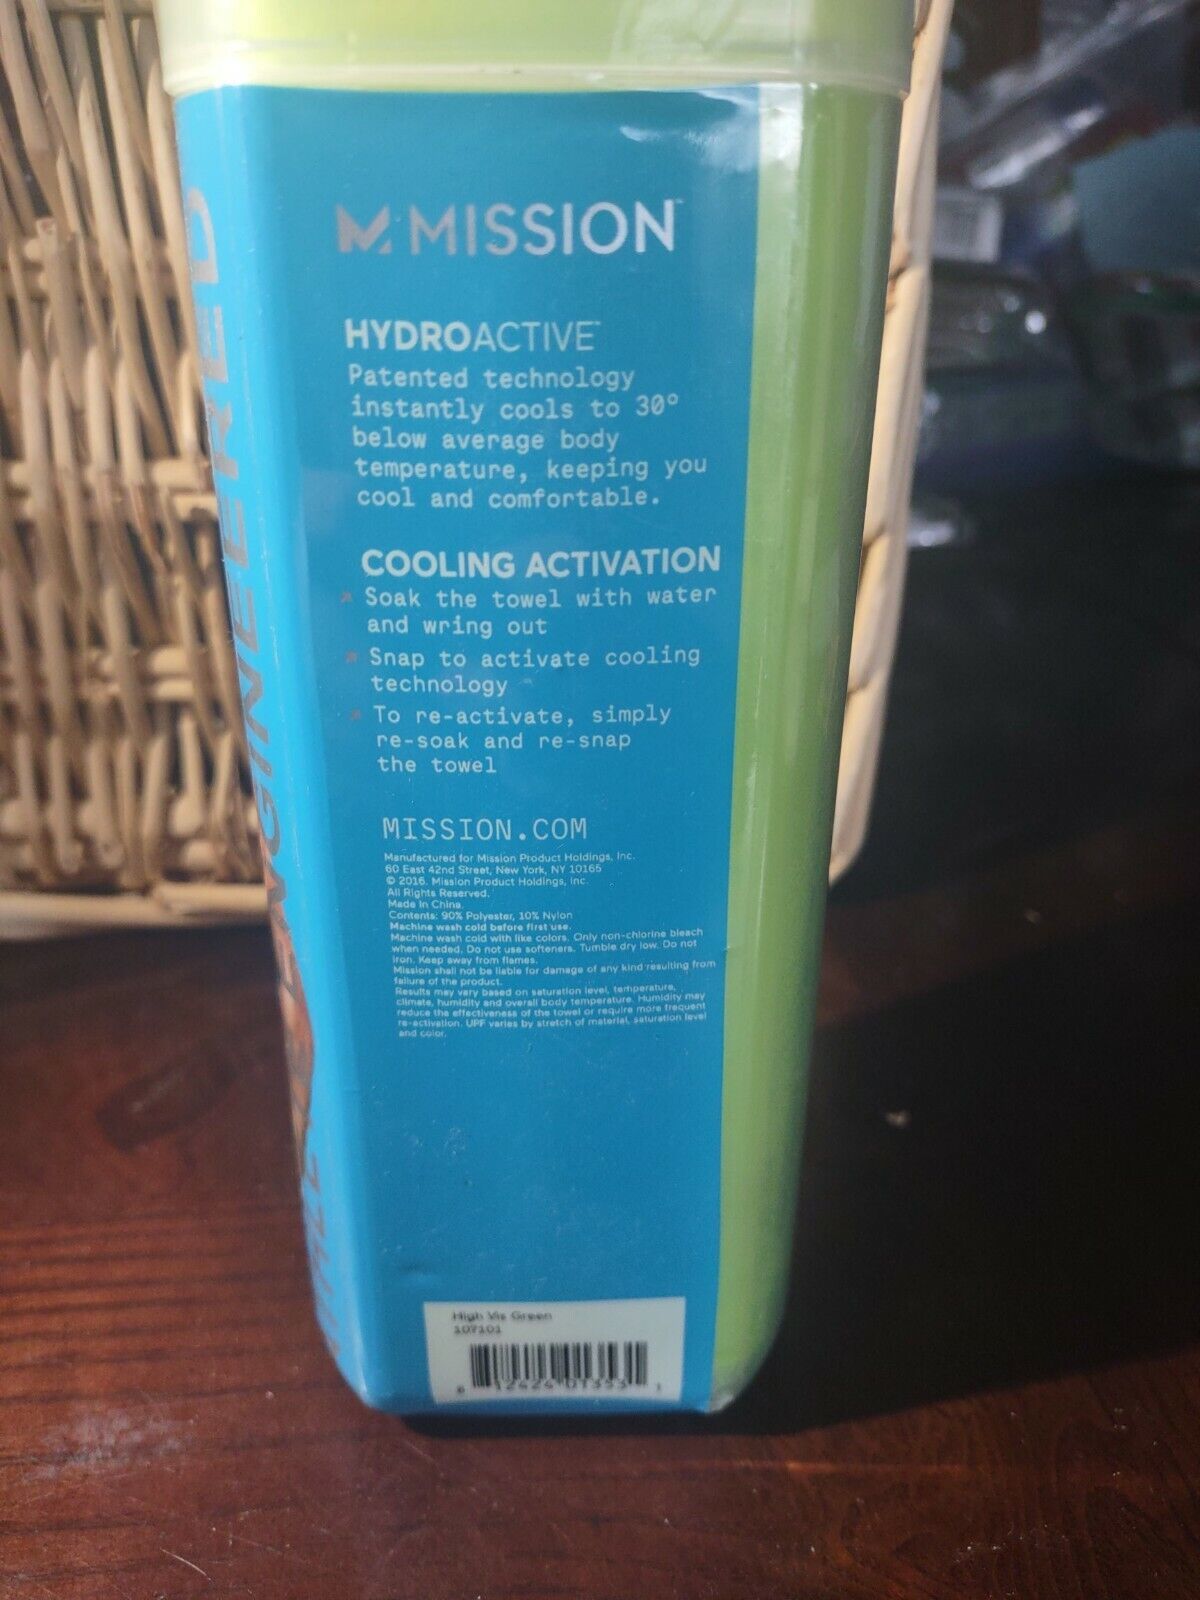 MISSION™
HYDROACTIVE™
Patented technology
instantly cools to 30°
below average body
temperature, keeping you
cool and comfortable.
COOLING ACTIVATION
Soak the towel with water
and wring out
Snap to activate cooling
technology
To re-activate, simply
re-soak and re-snap
the towel
MISSION.COM
Manufactured for Mission Product Holdings, Inc.
60 East 42nd Street, New York, NY 10165
© 2016. Mission Product Holdings, Inc.
All Rights Reserved.
Made In China
Contents: 90% Polyester, 10% Nylon
Machine wash cold before first use.
Machine wash cold with like colors. Only non-chlorine bleach
when needed. Do not use softeners. Tumble dry low. Do not
iron. Keep away from flames.
Mission shall not be liable for damage of any kind resulting from
failure of the product.
Results may vary based on saturation level, temperature,
climate, humidity and overall body temperature. Humidity may
reduce the effectiveness of the towel or require more frequent
re-activation. UPF varies by stretch of material, saturation level
and color.
High Vis Green
107101
ENGINEERED